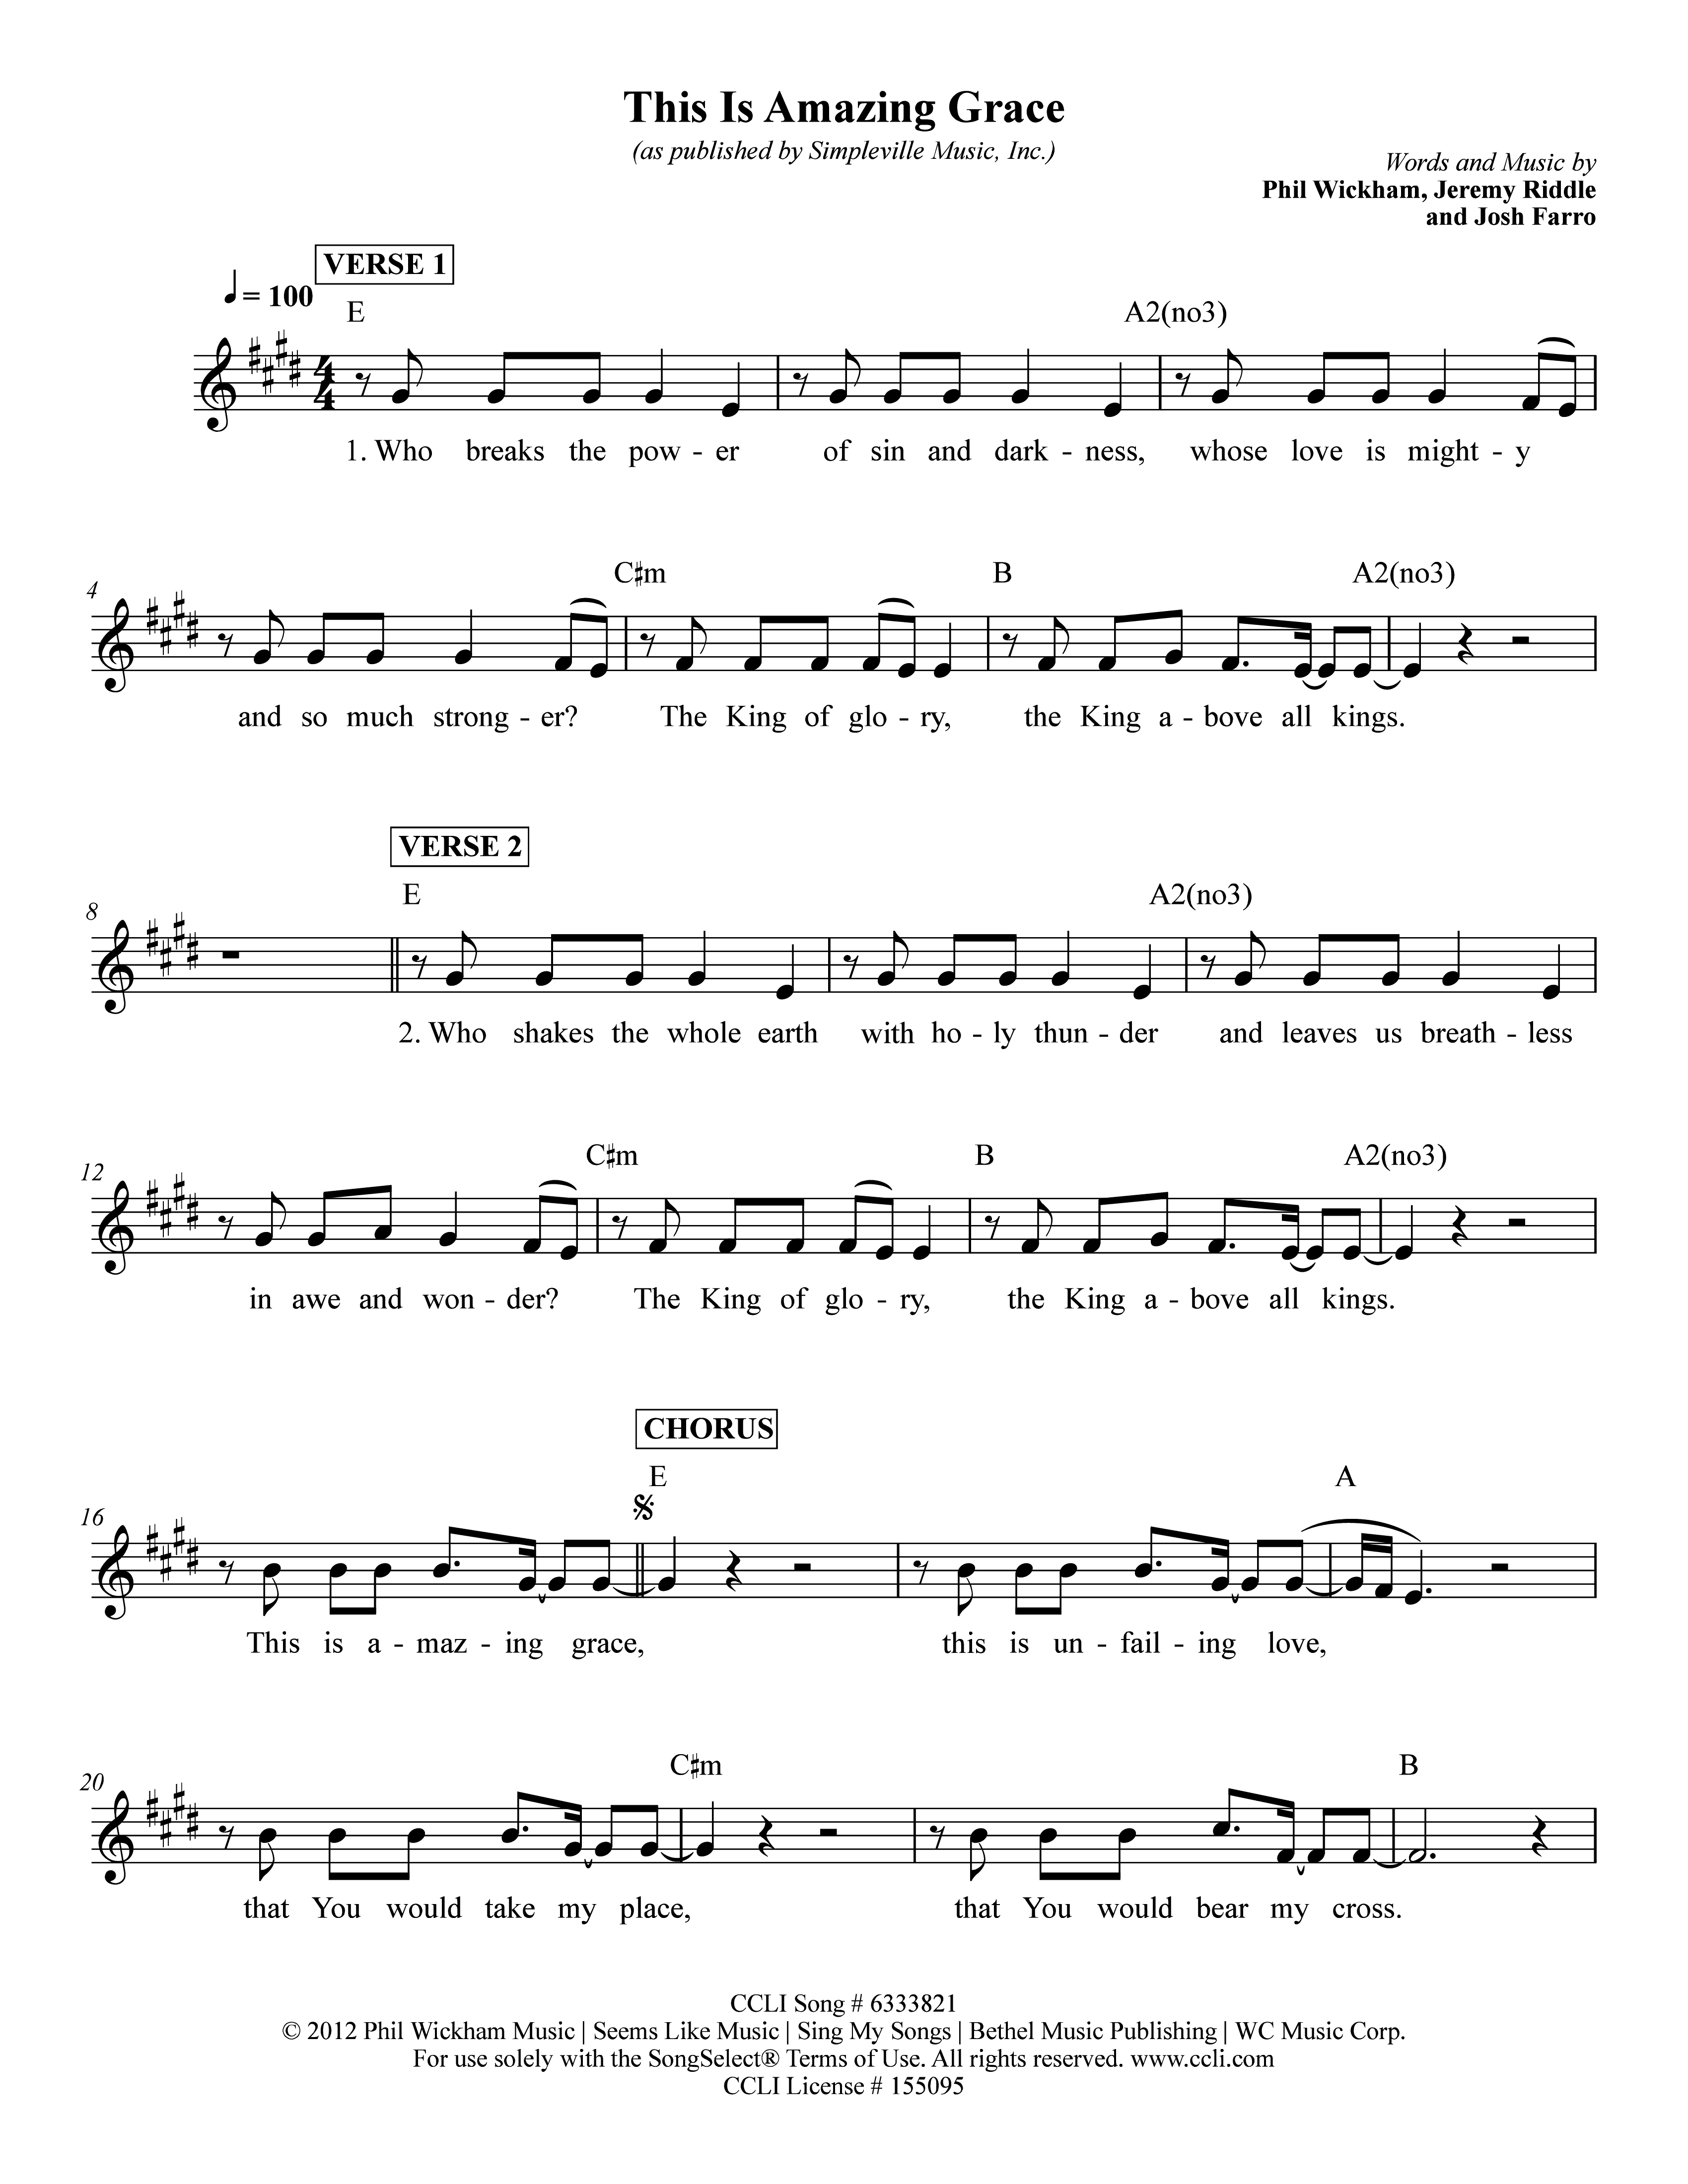 This Is Amazing Grace
(as published by Simpleville Music, Inc.)
Words and Music by
Phil Wickham, Jeremy Riddle
and Josh Farro
VERSE 1
♩ = 100
E A2(no3)
4
4
1. Who breaks the pow - er of sin and dark - ness, whose love is might - y
C♯m B A2(no3)
4
and so much strong - er? The King of glo - ry, the King a - bove all kings.
VERSE 2
E A2(no3)
8
2. Who shakes the whole earth with ho - ly thun - der and leaves us breath - less
C♯m B A2(no3)
12
in awe and won - der? The King of glo - ry, the King a - bove all kings.
CHORUS
E A
16
This is a - maz - ing grace, this is un - fail - ing love,
C♯m B
20
that You would take my place, that You would bear my cross.
CCLI Song # 6333821
© 2012 Phil Wickham Music | Seems Like Music | Sing My Songs | Bethel Music Publishing | WC Music Corp.
For use solely with the SongSelect® Terms of Use. All rights reserved. www.ccli.com
CCLI License # 155095